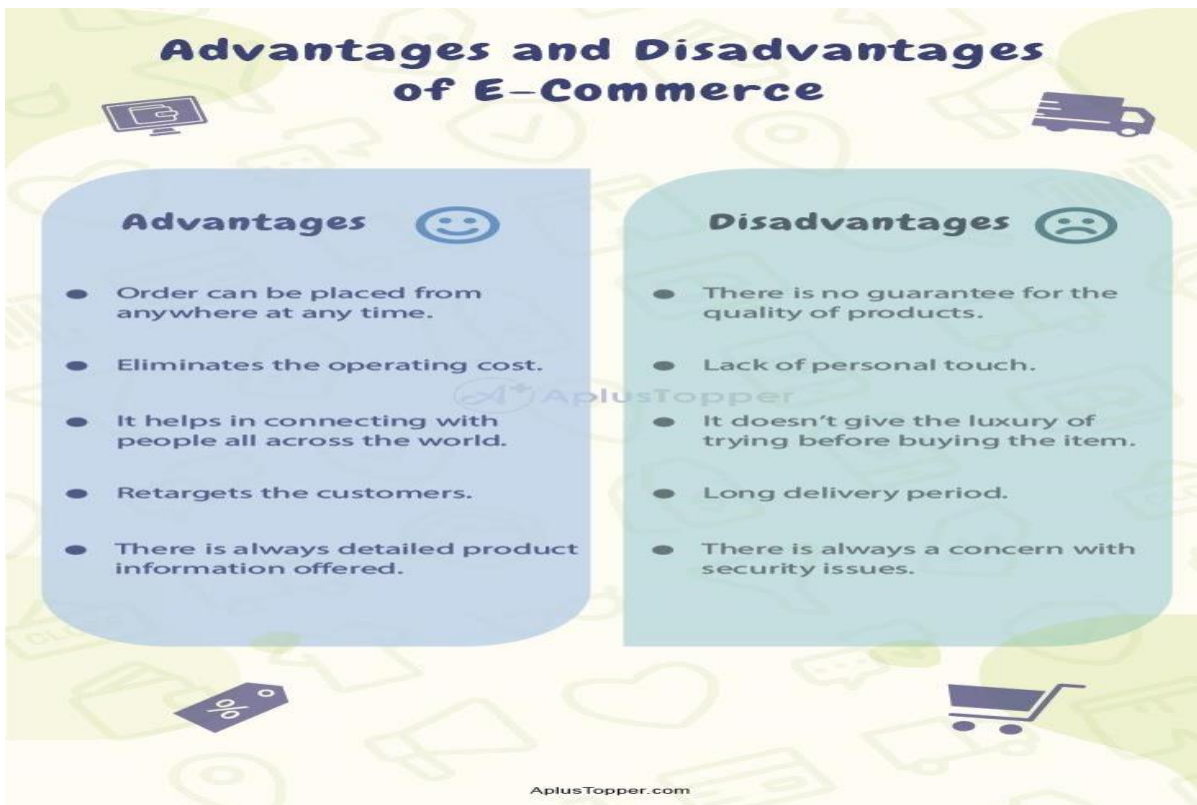 Advantages and Disadvantages
of E-Commerce
Advantages
• Order can be placed from
anywhere at any time.
• Eliminates the operating cost.
• It helps in connecting with
people all across the world.
• Retargets the customers.
• There is always detailed product
information offered.
Disadvantages
• There is no guarantee for the
quality of products.
• Lack of personal touch.
• It doesn't give the luxury of
trying before buying the item.
• Long delivery period.
• There is always a concern with
security issues.
A+ AplusTopper
%
AplusTopper.com